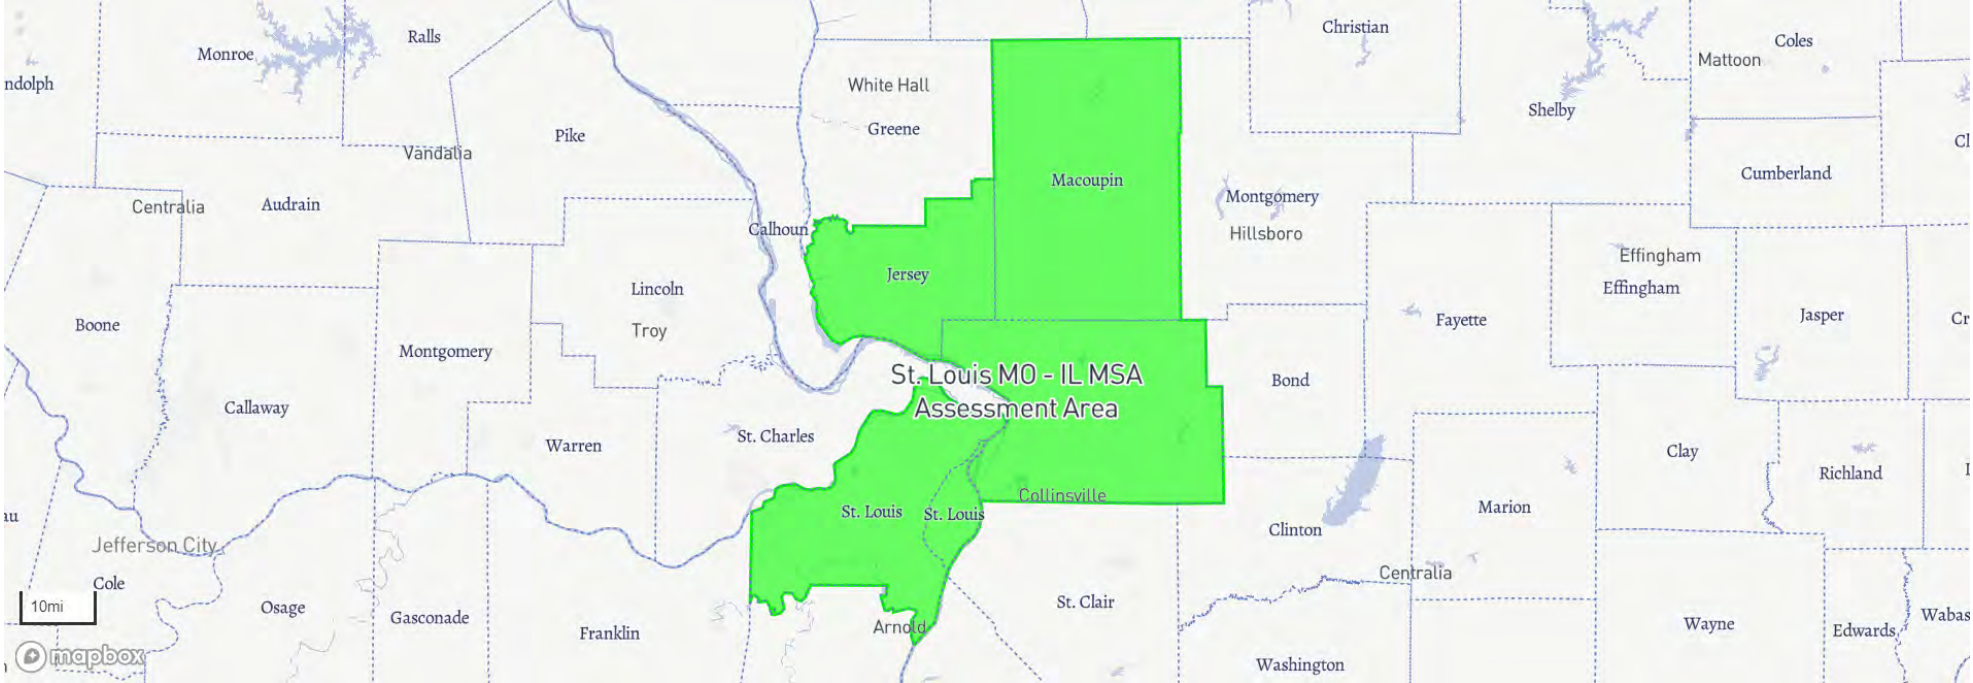 Christian
Coles
Ralls
Monroe
Mattoon
ndolph
White Hall
Shelby
Greene
Pike
Cl
Vandalia
Cumberland
Macoupin
Montgomery
Audrain
Centralia
Calhoun
Hillsboro
Effingham
Jersey
Effingham
Lincoln
Jasper
Cr
Fayette
Boone
Troy
Montgomery
St. Louis MO - IL MSA
Assessment Area
Bond
Callaway
St. Charles
Warren
Clay
Richland
Collinsville
Marion
St. Louis
St. Louis
au
Clinton
Jefferson City
Centralia
Cole
St. Clair
10mi
Osage
Gasconade
Wabas
Arnold
Franklin
Wayne
Edwards
mapbox
Washington